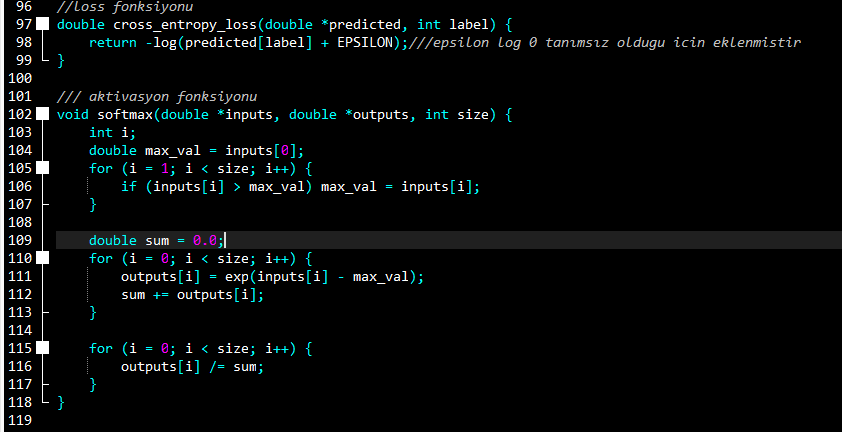 96 //loss fonksiyonu
97 double cross_entropy_loss(double *predicted, int label) {
98     return -log(predicted[label] + EPSILON);///epsilon log 0 tanımsız oldugu icin eklenmistir
99 }
100
101 /// aktivasyon fonksiyonu
102 void softmax(double *inputs, double *outputs, int size) {
103     int i;
104     double max_val = inputs[0];
105     for (i = 1; i < size; i++) {
106         if (inputs[i] > max_val) max_val = inputs[i];
107     }
108
109     double sum = 0.0;
110     for (i = 0; i < size; i++) {
111         outputs[i] = exp(inputs[i] - max_val);
112         sum += outputs[i];
113     }
114
115     for (i = 0; i < size; i++) {
116         outputs[i] /= sum;
117     }
118 }
119